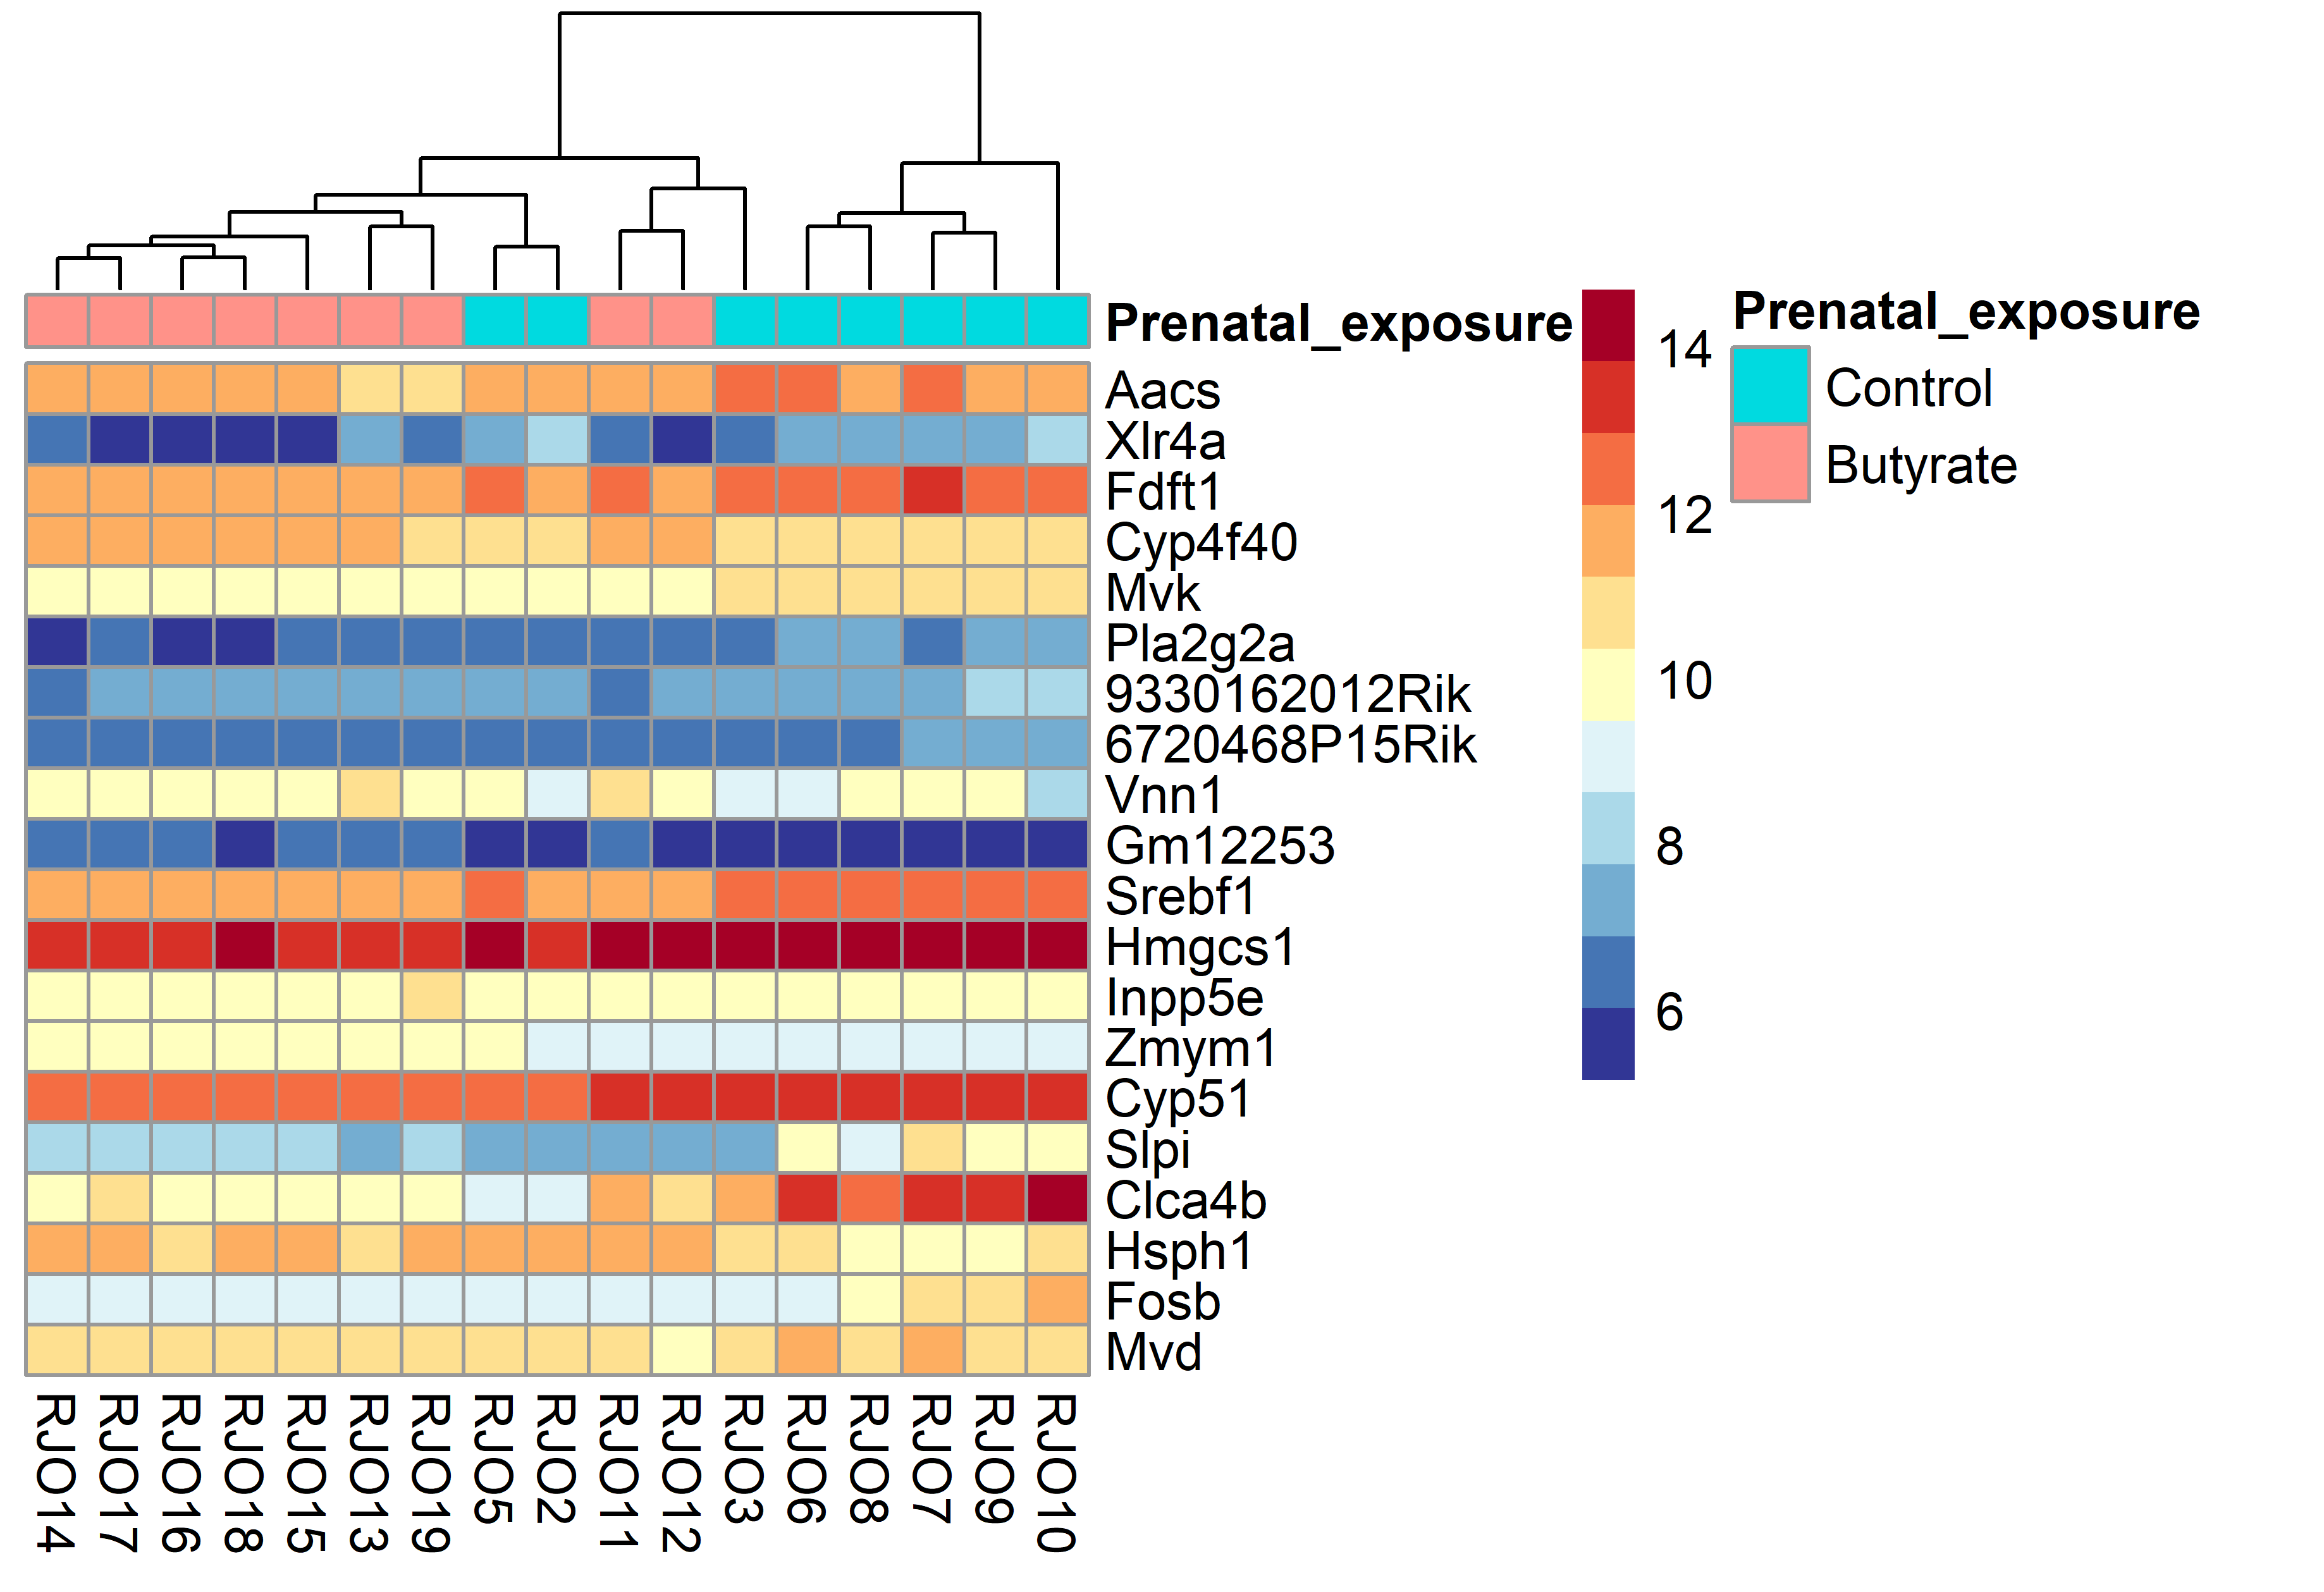 Prenatal_exposure
Aacs
Xlr4a
Fdft1
Cyp4f40
Mvk
Pla2g2a
9330162012Rik
6720468P15Rik
Vnn1
Gm12253
Srebf1
Hmgcs1
Inpp5e
Zmym1
Cyp51
Slpi
Clca4b
Hsph1
Fosb
Mvd
RJO14
RJO17
RJO16
RJO18
RJO15
RJO13
RJO19
RJO5
RJO2
RJO11
RJO12
RJO3
RJO6
RJO8
RJO7
RJO9
RJO10
14
12
10
8
6
Prenatal_exposure
Control
Butyrate